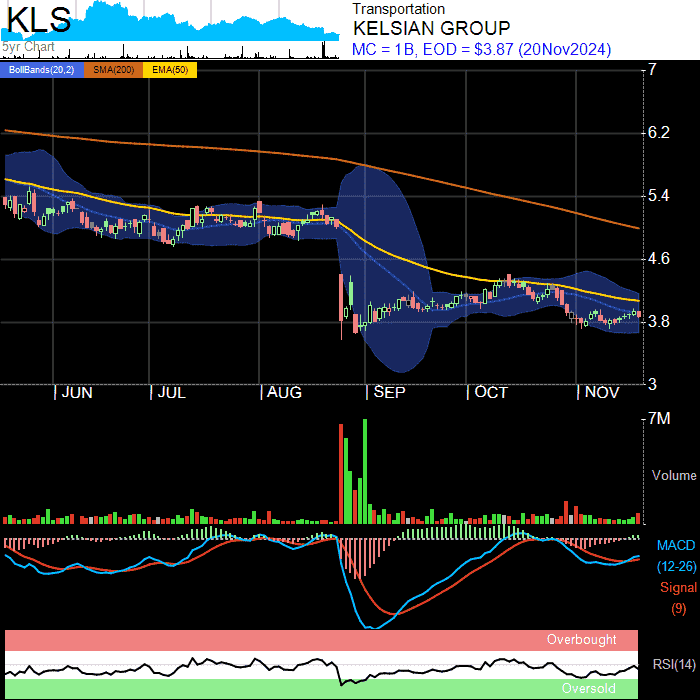 KLS
5yr Chart
Transportation
KELSIAN GROUP
MC = 1B, EOD = $3.87 (20Nov2024)
BollBands(20,2) SMA(200) EMA(50)
7
6.2
5.4
4.6
3.8
3
JUN JUL AUG SEP OCT NOV
7M
Volume
MACD
(12-26)
Signal
(9)
Overbought
RSI(14)
Oversold